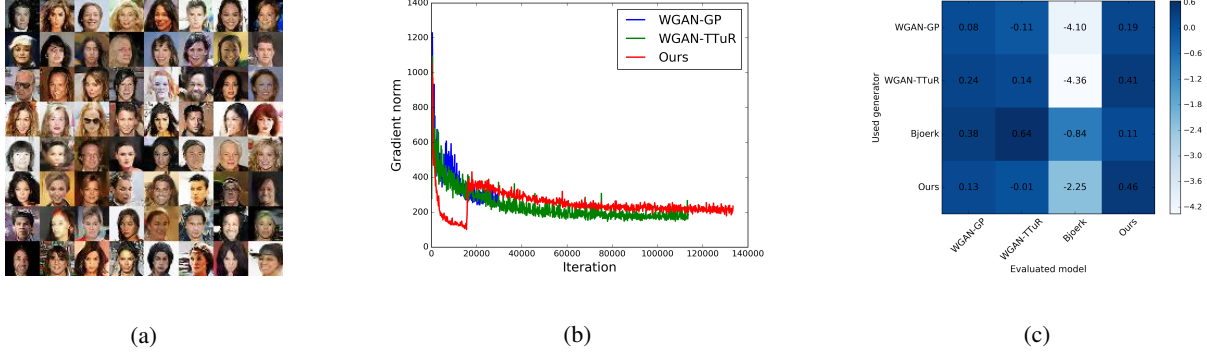 1400
1200
1000
800
600
400
200
0
Gradient norm
0 20000 40000 60000 80000 100000 120000 140000
Iteration
WGAN-GP
WGAN-TTuR
Ours
Used generator
WGAN-GP 0.08 -0.11 -4.10 0.19
WGAN-TTuR 0.24 0.14 -4.36 0.41
Bjoerk 0.38 0.64 -0.84 0.11
Ours 0.13 -0.01 -2.25 0.46
WGAN-GP WGAN-TTuR Bjoerk Ours
Evaluated model
0.6
0.0
-0.6
-1.2
-1.8
-2.4
-3.0
-3.6
-4.2
(a) (b) (c)